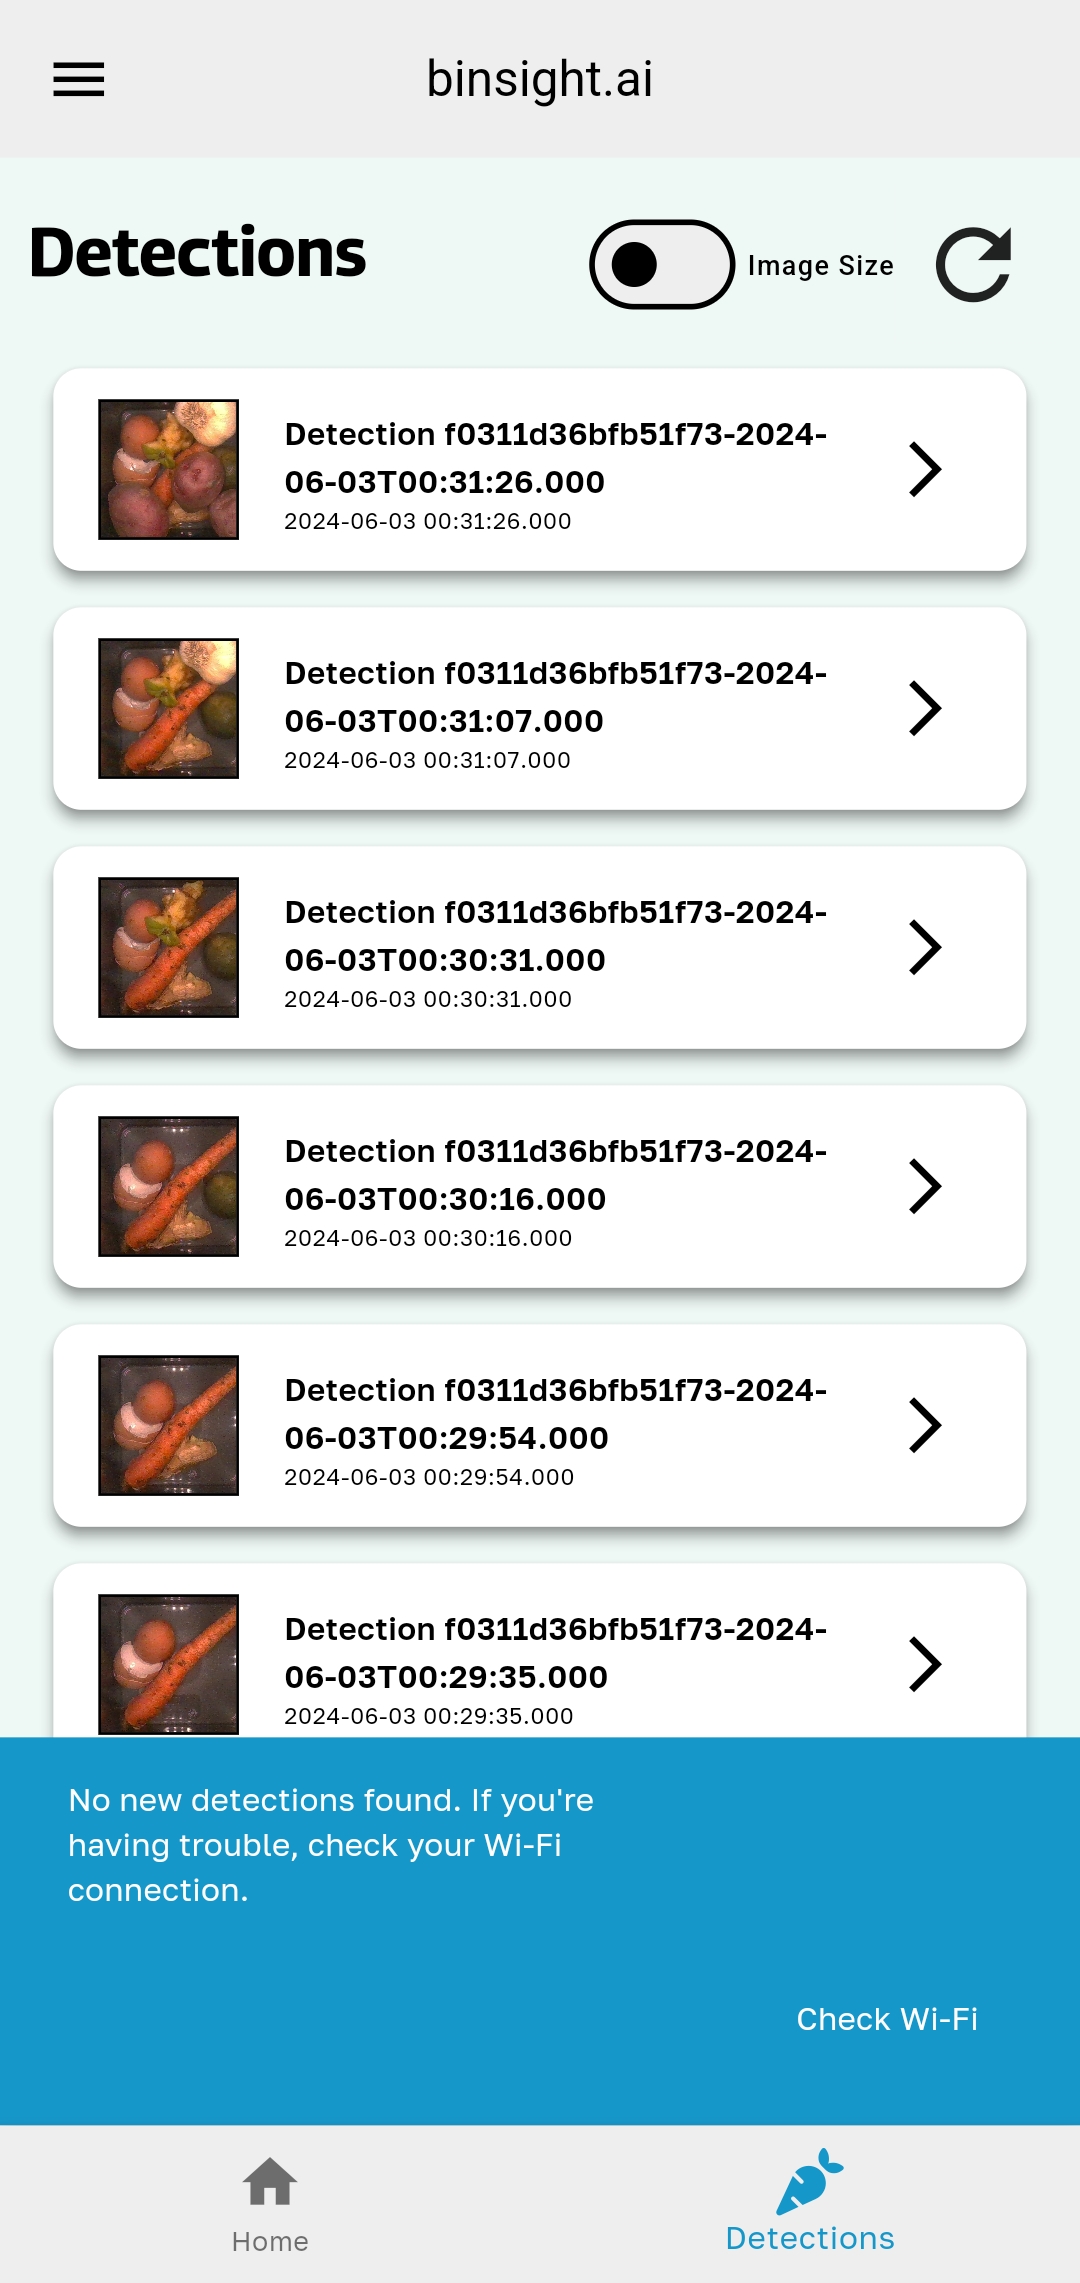 binsight.ai
Detections
Image Size
Detection f0311d36bfb51f73-2024-
06-03T00:31:26.000
2024-06-03 00:31:26.000
Detection f0311d36bfb51f73-2024-
06-03T00:31:07.000
2024-06-03 00:31:07.000
Detection f0311d36bfb51f73-2024-
06-03T00:30:31.000
2024-06-03 00:30:31.000
Detection f0311d36bfb51f73-2024-
06-03T00:30:16.000
2024-06-03 00:30:16.000
Detection f0311d36bfb51f73-2024-
06-03T00:29:54.000
2024-06-03 00:29:54.000
Detection f0311d36bfb51f73-2024-
06-03T00:29:35.000
2024-06-03 00:29:35.000
No new detections found. If you're
having trouble, check your Wi-Fi
connection.
Check Wi-Fi
Home
Detections